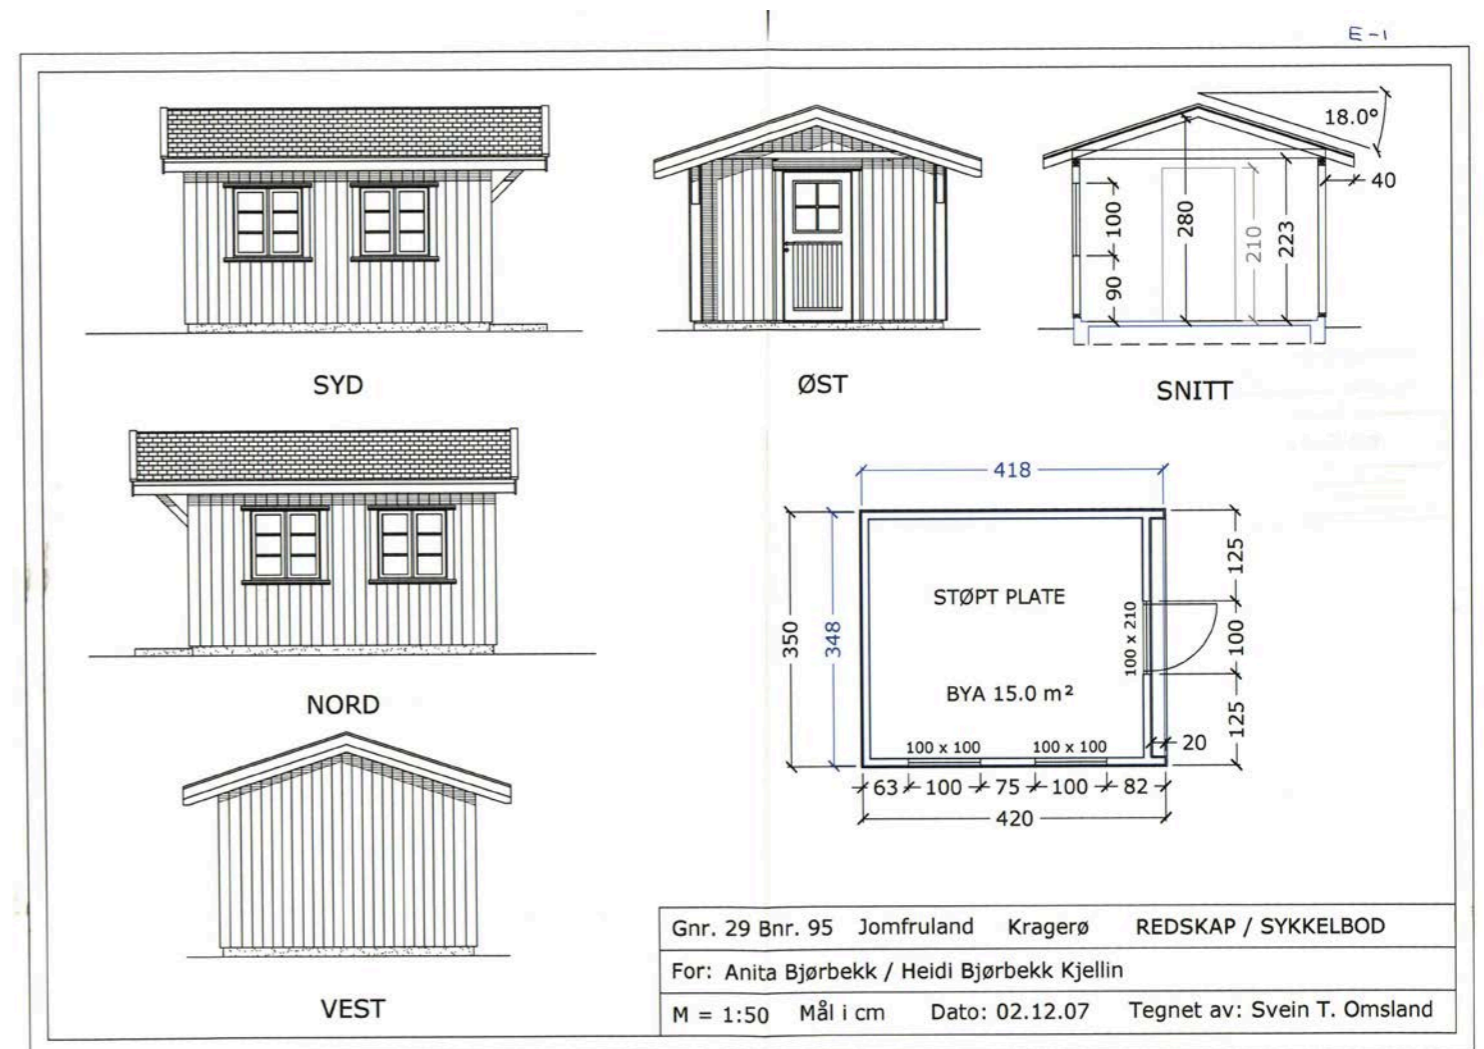 E-1
18.0°
40
100
280
210
223
90
SYD
ØST
SNITT
418
350
348
STØPT PLATE
BYA 15.0 m²
100 x 210
125
100
125
20
100 x 100
100 x 100
63
100
75
100
82
420
NORD
VEST
Gnr. 29 Bnr. 95 Jomfruland Kragerø REDSKAP / SYKKELBOD
For: Anita Bjørbekk / Heidi Bjørbekk Kjellin
M = 1:50 Mål i cm Dato: 02.12.07 Tegnet av: Svein T. Omsland